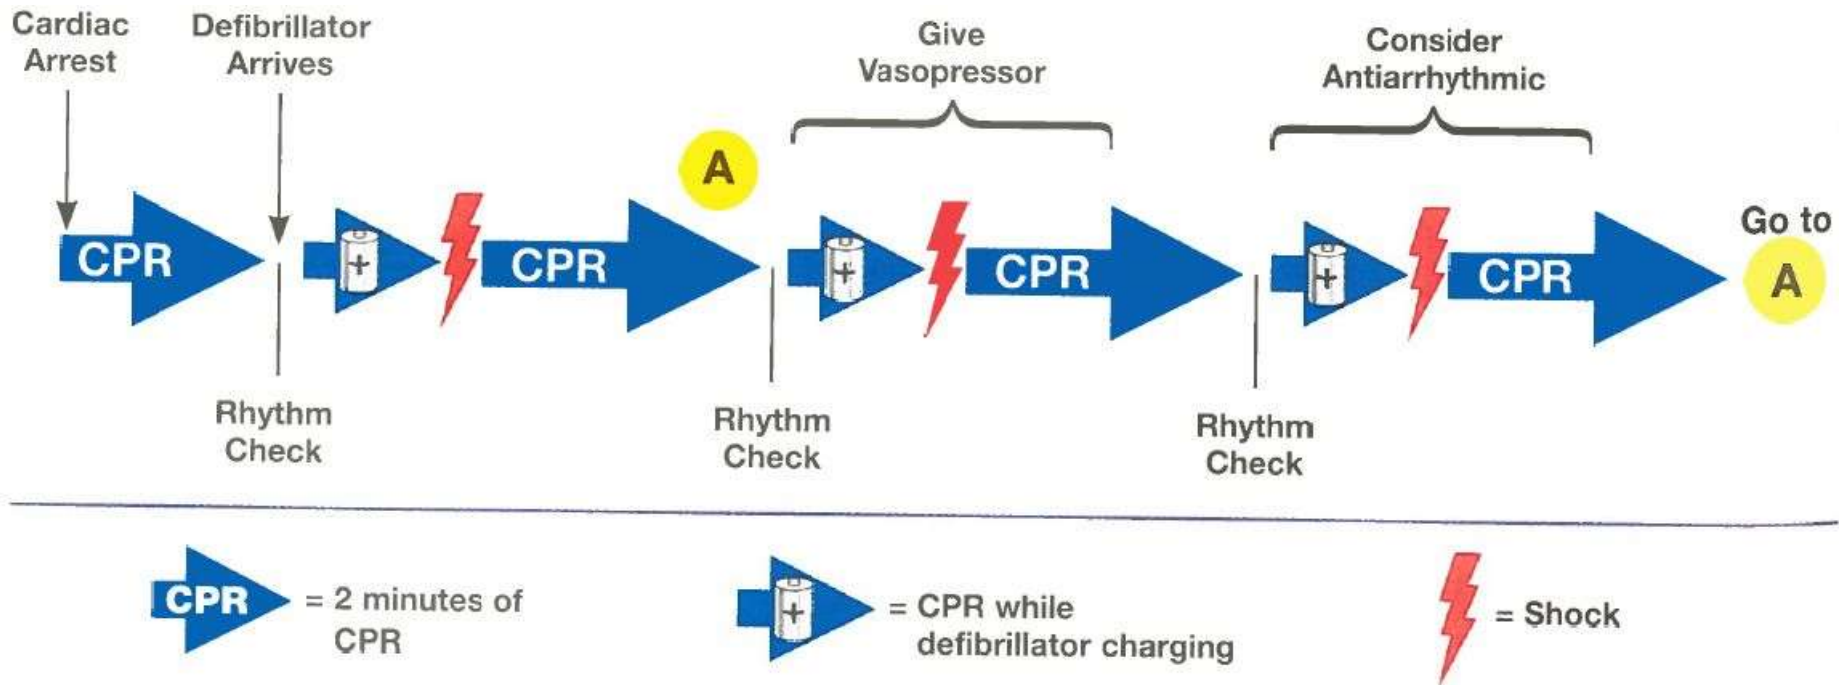 Cardiac
Arrest
Defibrillator
Arrives
Give
Vasopressor
Consider
Antiarrhythmic
A
Go to
A
CPR
+
CPR
+
CPR
+
CPR
Rhythm
Check
Rhythm
Check
Rhythm
Check
CPR
= 2 minutes of
CPR
+
= CPR while
defibrillator charging
= Shock